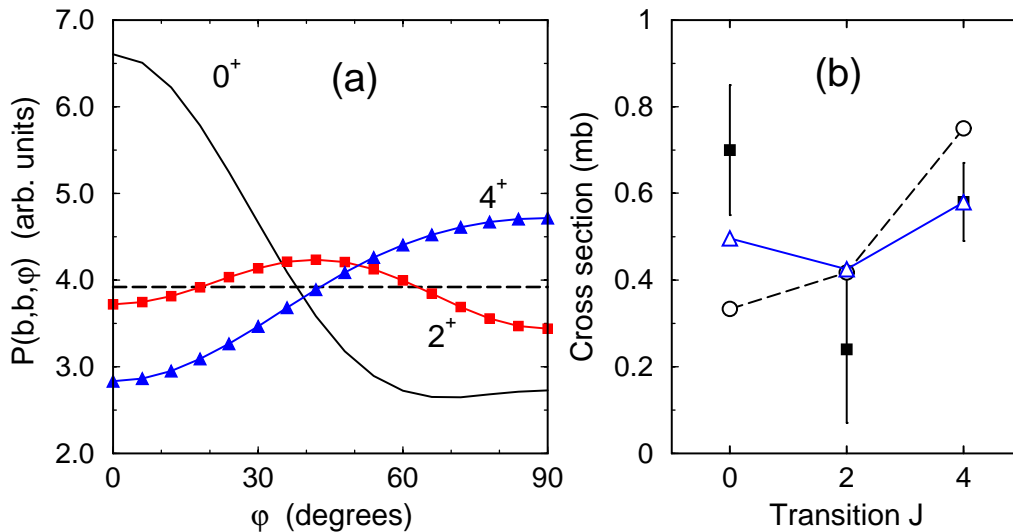 7.0
6.0
5.0
4.0
3.0
2.0
P(b,b,φ) (arb. units)
0⁺
(a)
4⁺
2⁺
0 30 60 90
φ (degrees)
1
0.8
0.6
0.4
0.2
0
Cross section (mb)
(b)
0 2 4
Transition J